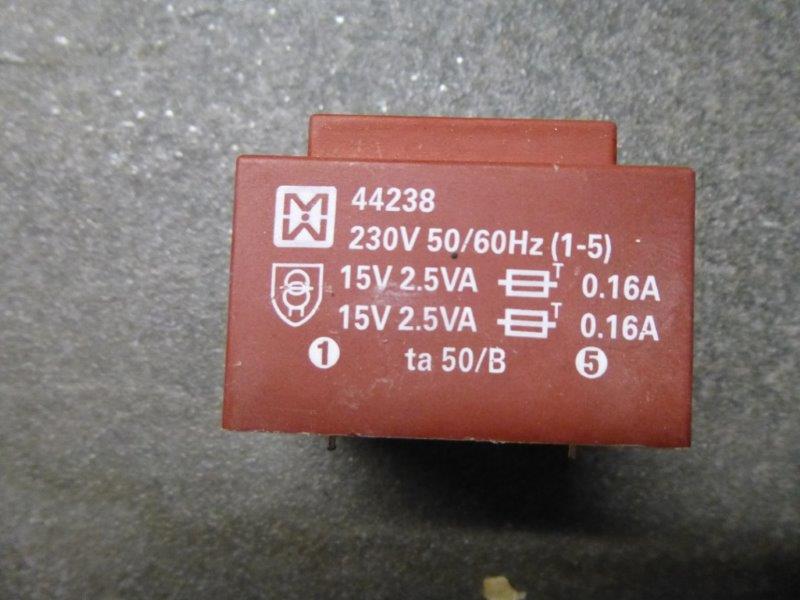 44238
230V 50/60Hz (1-5)
15V 2.5VA T 0.16A
15V 2.5VA T 0.16A
1 ta 50/B 5